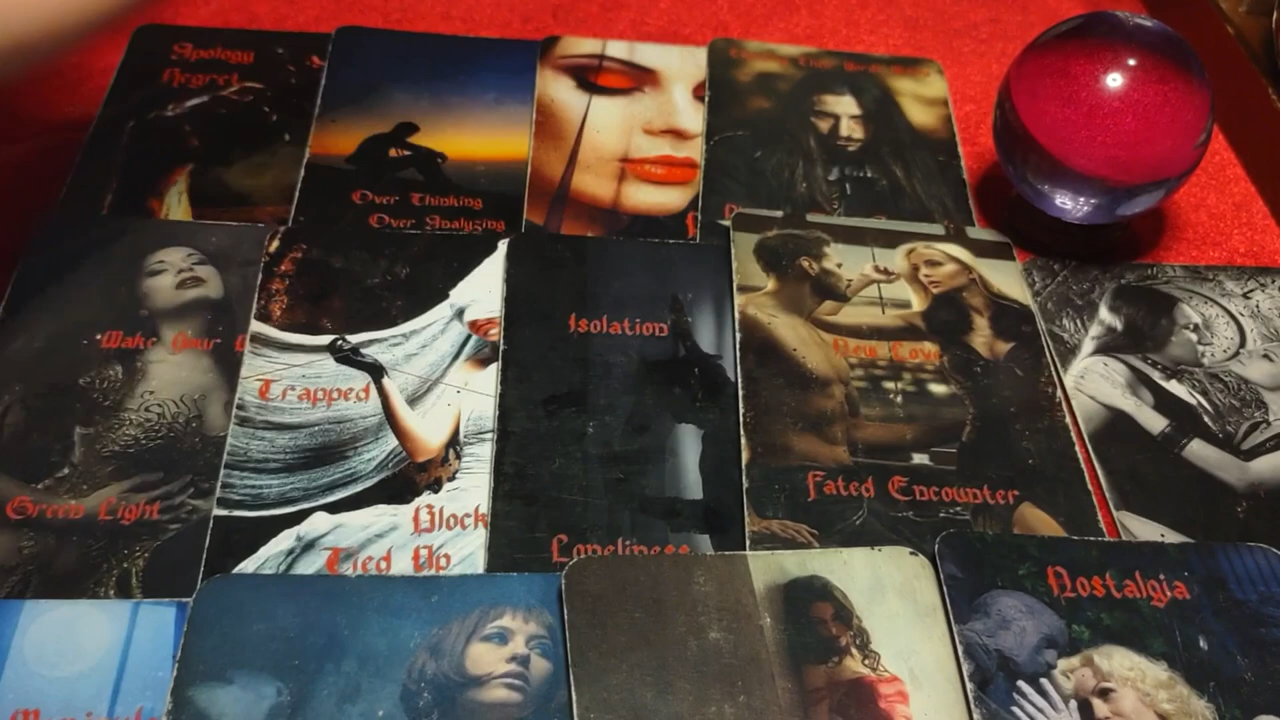 Apology
Regret
Over Thinking
Over Analyzing
Make Your
Green Light
Trapped
Block
Tied Up
Isolation
Loneliness
New Love
Fated Encounter
Nostalgia